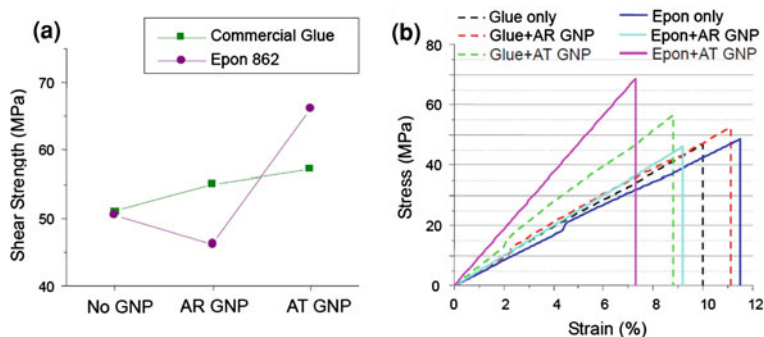 (a)
Commercial Glue
Epon 862
Shear Strength (MPa)
80
70
60
50
40
No GNP AR GNP AT GNP
(b)
Glue only Epon only
Glue+AR GNP Epon+AR GNP
Glue+AT GNP Epon+AT GNP
Stress (MPa)
80
60
40
20
0
0 2 4 6 8 10 12
Strain (%)